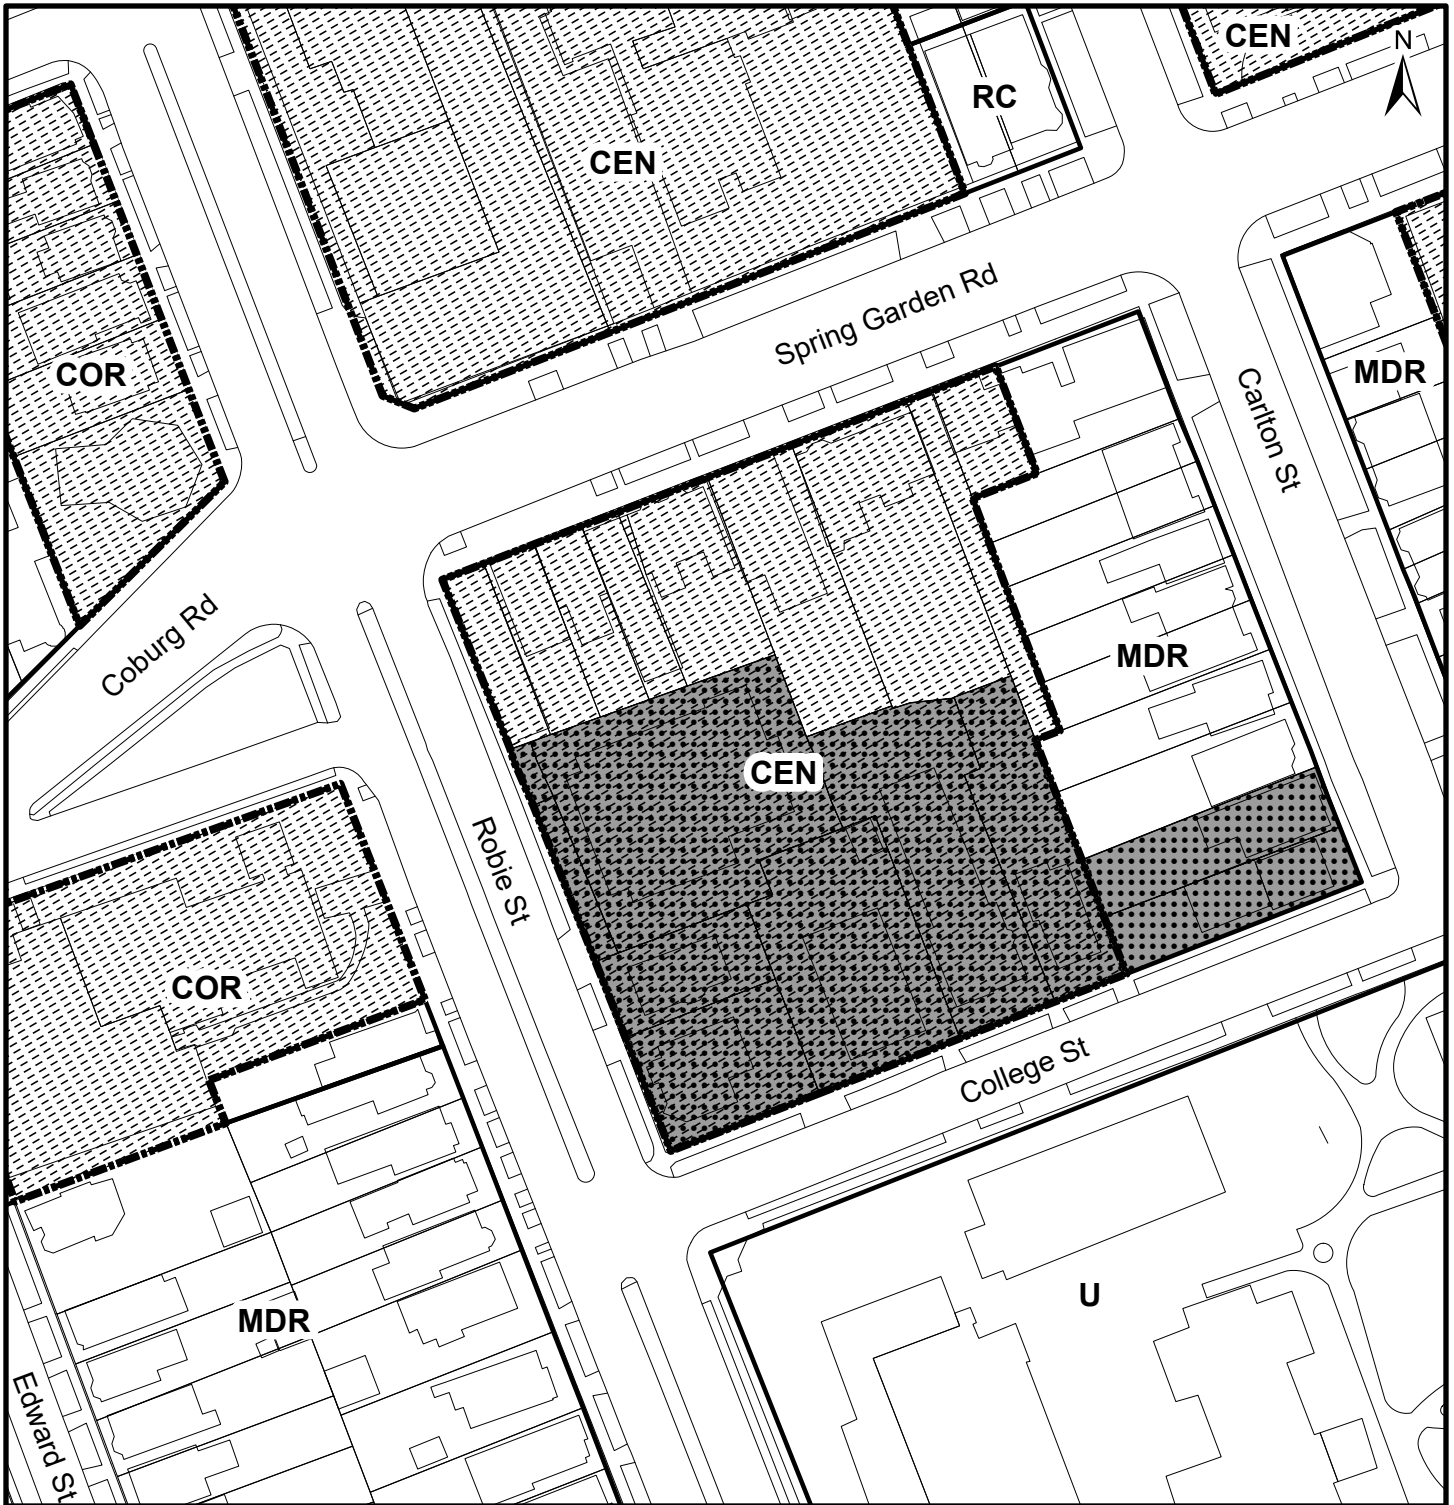 CEN
N
RC
CEN
Spring Garden Rd
COR
MDR
Carlton St
Coburg Rd
MDR
CEN
Robie St
COR
College St
U
MDR
Edward St